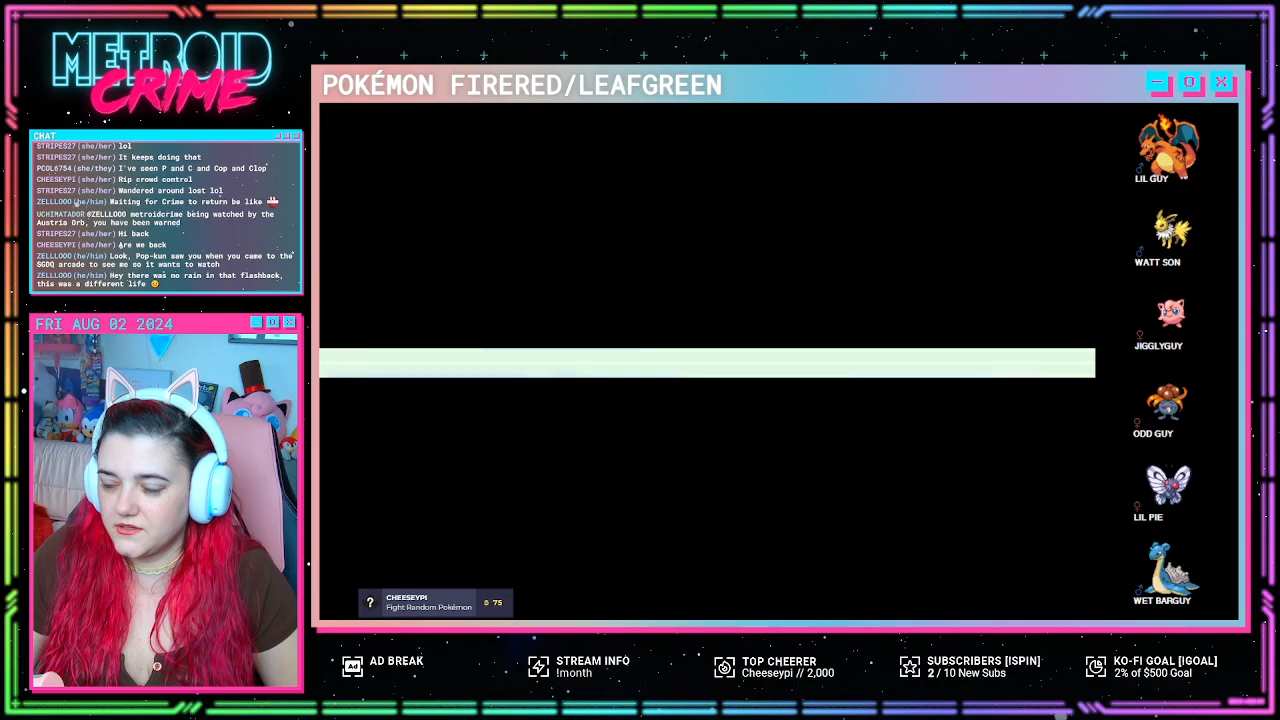 METROID
CRIME
POKÉMON FIRERED/LEAFGREEN
CHAT
STRIPES27(she/her) lol
STRIPES27(she/her) It keeps doing that
PCOL6754(she/they) I've seen P and C and Cop and Clop
CHEESEYPI(she/her) Rip crowd control
STRIPES27(she/her) Wandered around lost lol
ZELLLOOO(he/him) Waiting for Crime to return be like
UCHIMATADOR @ZELLLOOO metroidcrime being watched by the
Austria Orb, you have been warned
STRIPES27(she/her) Hi back
CHEESEYPI(she/her) Are we back
ZELLLOOO(he/him) Look, Pop-kun saw you when you came to the
SGDQ arcade to see me so it wants to watch
ZELLLOOO(he/him) Hey there was no rain in that flashback,
this was a different life
FRI AUG 02 2024
♂
LIL GUY
♂
WATT SON
♀
JIGGLYGUY
♀
ODD GUY
♀
LIL PIE
♂
WET BARGUY
?
CHEESEYPI
Fight Random Pokémon
75
Ad
AD BREAK
STREAM INFO
!month
TOP CHEERER
Cheeseypi // 2,000
SUBSCRIBERS [!SPIN]
2 / 10 New Subs
KO-FI GOAL [!GOAL]
2% of $500 Goal